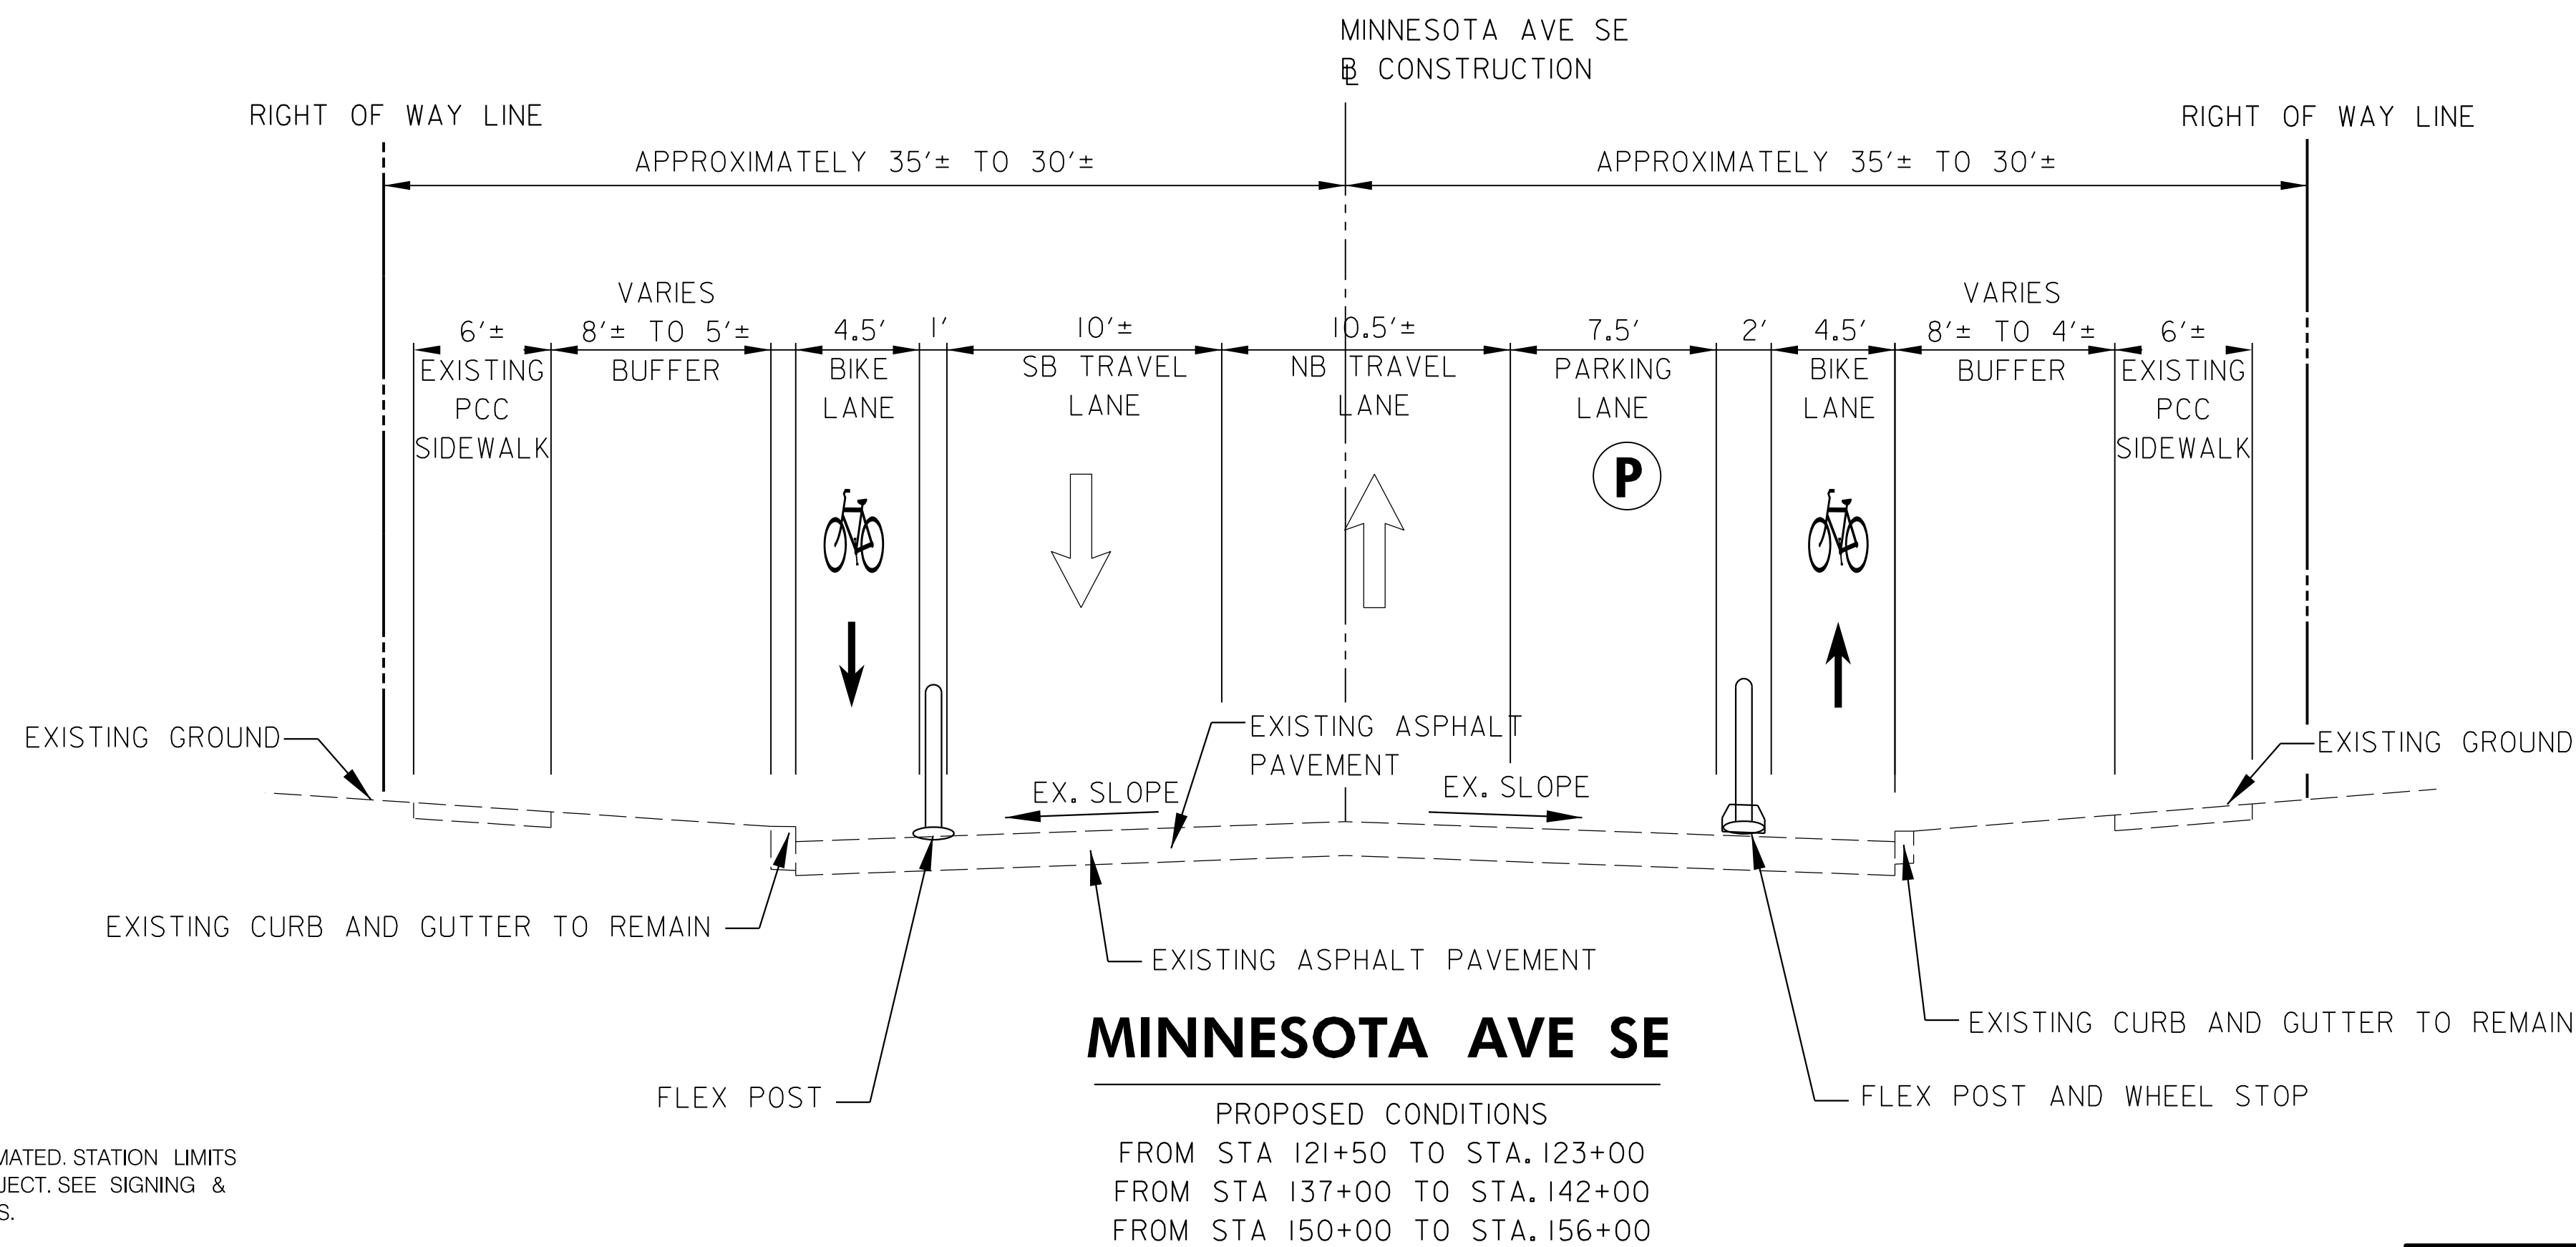 MINNESOTA AVE SE
℄ CONSTRUCTION
RIGHT OF WAY LINE
RIGHT OF WAY LINE
APPROXIMATELY 35'± TO 30'±
APPROXIMATELY 35'± TO 30'±
6'±
EXISTING
PCC
SIDEWALK
VARIES
8'± TO 5'±
BUFFER
4.5'
BIKE
LANE
1'
10'±
SB TRAVEL
LANE
10.5'±
NB TRAVEL
LANE
7.5'
PARKING
LANE
P
2'
4.5'
BIKE
LANE
VARIES
8'± TO 4'±
BUFFER
6'±
EXISTING
PCC
SIDEWALK
EXISTING GROUND
EXISTING ASPHALT
PAVEMENT
EXISTING GROUND
EX. SLOPE
EX. SLOPE
EXISTING CURB AND GUTTER TO REMAIN
EXISTING ASPHALT PAVEMENT
EXISTING CURB AND GUTTER TO REMAIN
FLEX POST
FLEX POST AND WHEEL STOP
MINNESOTA AVE SE
PROPOSED CONDITIONS
FROM STA 121+50 TO STA. 123+00
FROM STA 137+00 TO STA. 142+00
FROM STA 150+00 TO STA. 156+00
MATED. STATION LIMITS
JECT. SEE SIGNING &
S.